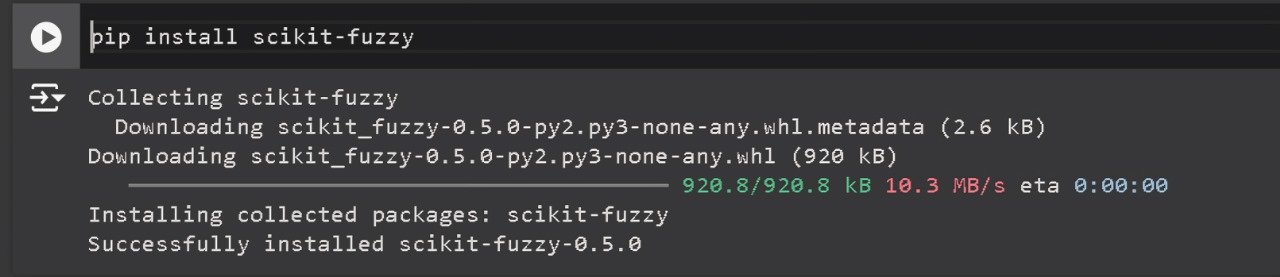 pip install scikit-fuzzy
Collecting scikit-fuzzy
Downloading scikit_fuzzy-0.5.0-py2.py3-none-any.whl.metadata (2.6 kB)
Downloading scikit_fuzzy-0.5.0-py2.py3-none-any.whl (920 kB)
920.8/920.8 kB 10.3 MB/s eta 0:00:00
Installing collected packages: scikit-fuzzy
Successfully installed scikit-fuzzy-0.5.0